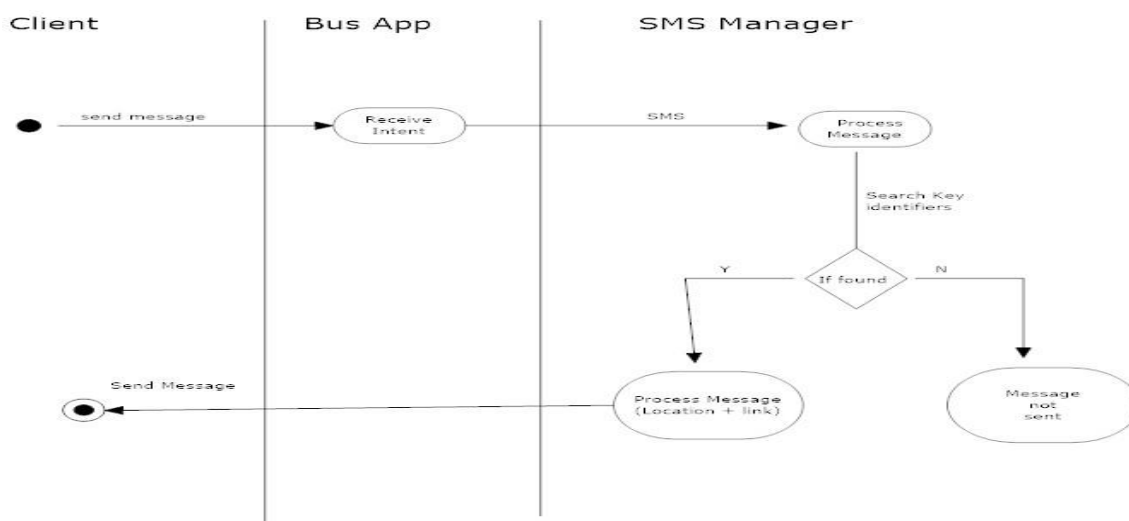 Client
Bus App
SMS Manager
send message
Receive
Intent
SMS
Process
Message
Search Key
identifiers
Y
If found
N
Send Message
Process Message
(Location + link)
Message
not
sent